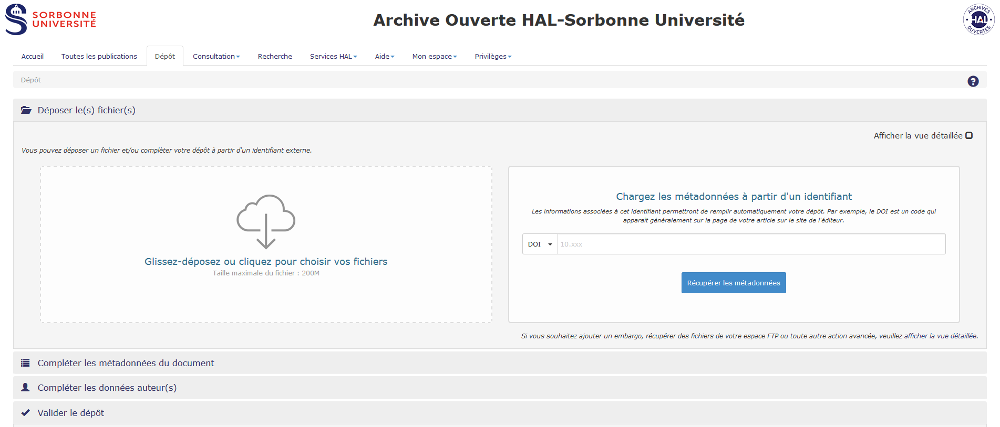 SORBONNE
UNIVERSITÉ
Archive Ouverte HAL-Sorbonne Université
ARCHIVES
HAL
OUVERTES
Accueil Toutes les publications Dépôt Consultation Recherche Services HAL Aide Mon espace Privilèges
Dépôt
?
Déposer le(s) fichier(s)
Afficher la vue détaillée
Vous pouvez déposer un fichier et/ou complèter votre dépôt à partir d'un identifiant externe.
Glissez-déposez ou cliquez pour choisir vos fichiers
Taille maximale du fichier : 200M
Chargez les métadonnées à partir d'un identifiant
Les informations associées à cet identifiant permettront de remplir automatiquement votre dépôt. Par exemple, le DOI est un code qui
apparaît généralement sur la page de votre article sur le site de l'éditeur.
DOI 10.xxx
Récupérer les métadonnées
Si vous souhaitez ajouter un embargo, récupérer des fichiers de votre espace FTP ou toute autre action avancée, veuillez afficher la vue détaillée.
Compléter les métadonnées du document
Compléter les données auteur(s)
Valider le dépôt